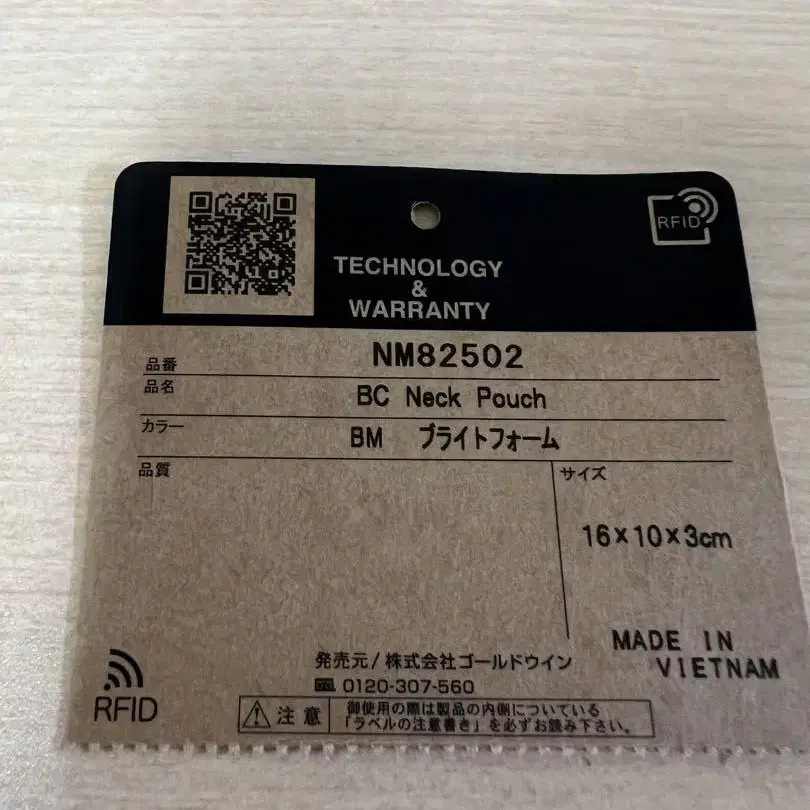 RFID
TECHNOLOGY
&
WARRANTY
品番 NM82502
品名 BC Neck Pouch
カラー BM ブライトフォーム
品質
サイズ
16×10×3cm
MADE IN
VIETNAM
RFID
発売元/株式会社ゴールドウイン
0120-307-560
注意
御使用の際は製品の内側についている
「ラベルの注意書き」を必ずお読み下さい。